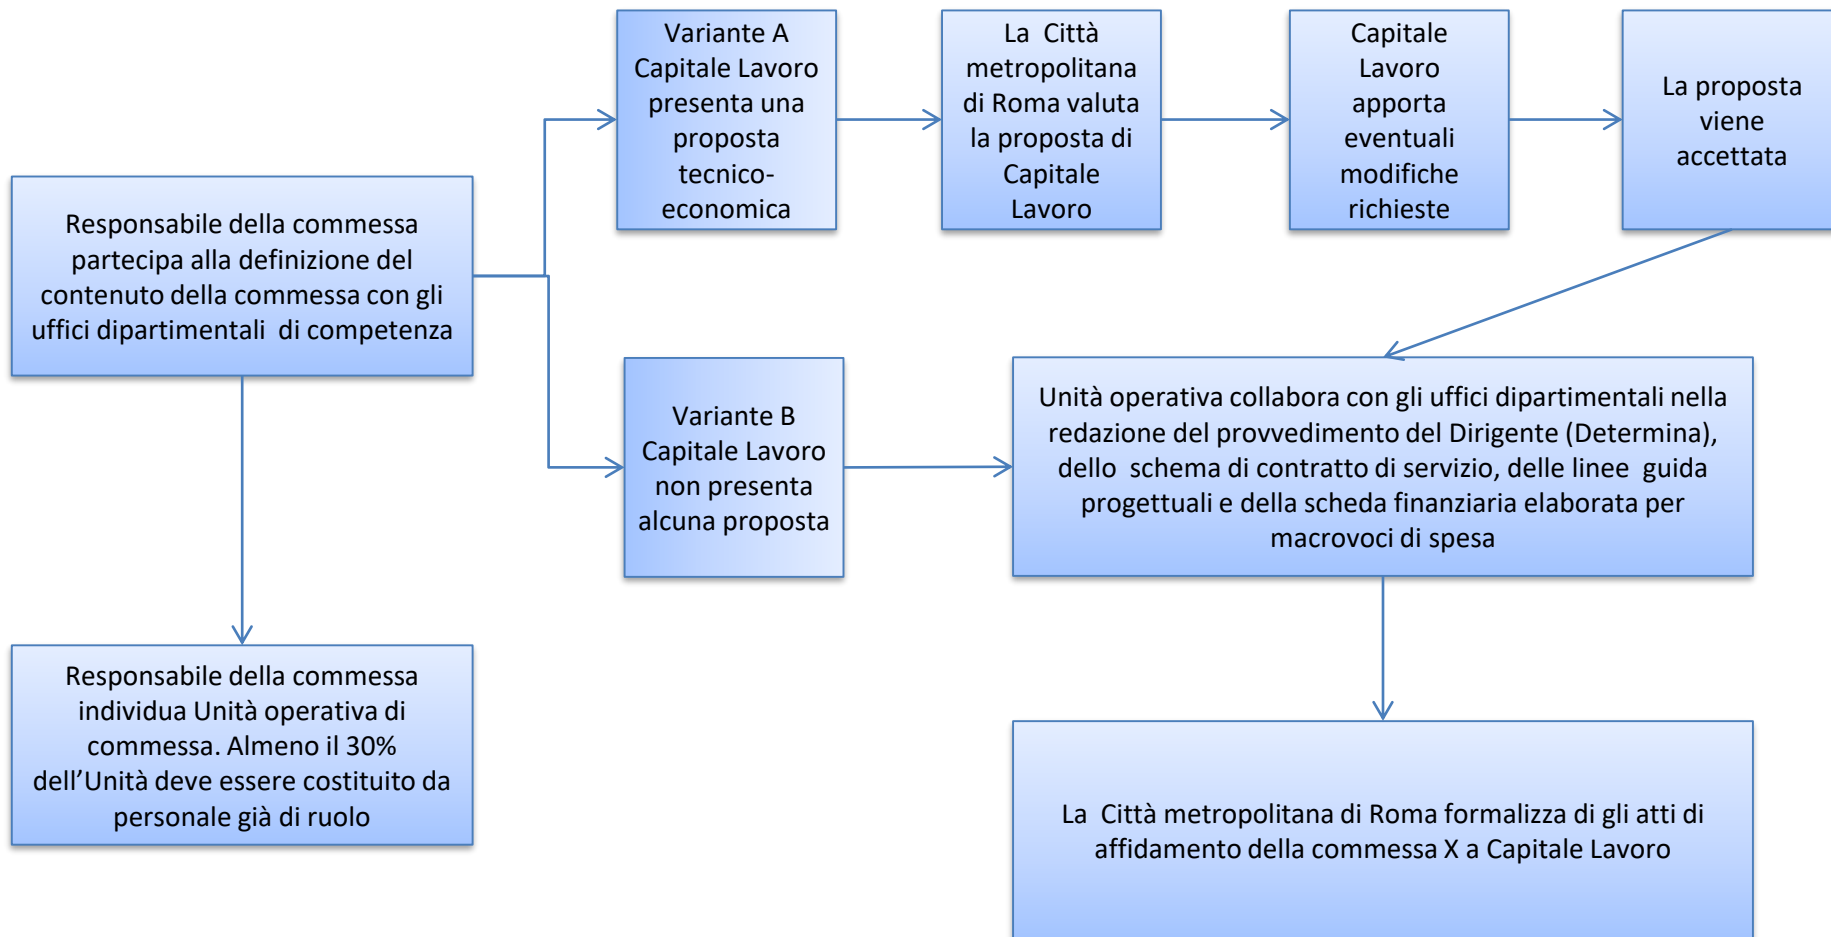 Responsabile della commessa
partecipa alla definizione del
contenuto della commessa con gli
uffici dipartimentali di competenza
Variante A
Capitale Lavoro
presenta una
proposta
tecnico-
economica
La Città
metropolitana
di Roma valuta
la proposta di
Capitale
Lavoro
Capitale
Lavoro
apporta
eventuali
modifiche
richieste
La proposta
viene
accettata
Variante B
Capitale Lavoro
non presenta
alcuna proposta
Unità operativa collabora con gli uffici dipartimentali nella
redazione del provvedimento del Dirigente (Determina),
dello schema di contratto di servizio, delle linee guida
progettuali e della scheda finanziaria elaborata per
macrovoci di spesa
Responsabile della commessa
individua Unità operativa di
commessa. Almeno il 30%
dell’Unità deve essere costituito da
personale già di ruolo
La Città metropolitana di Roma formalizza di gli atti di
affidamento della commessa X a Capitale Lavoro